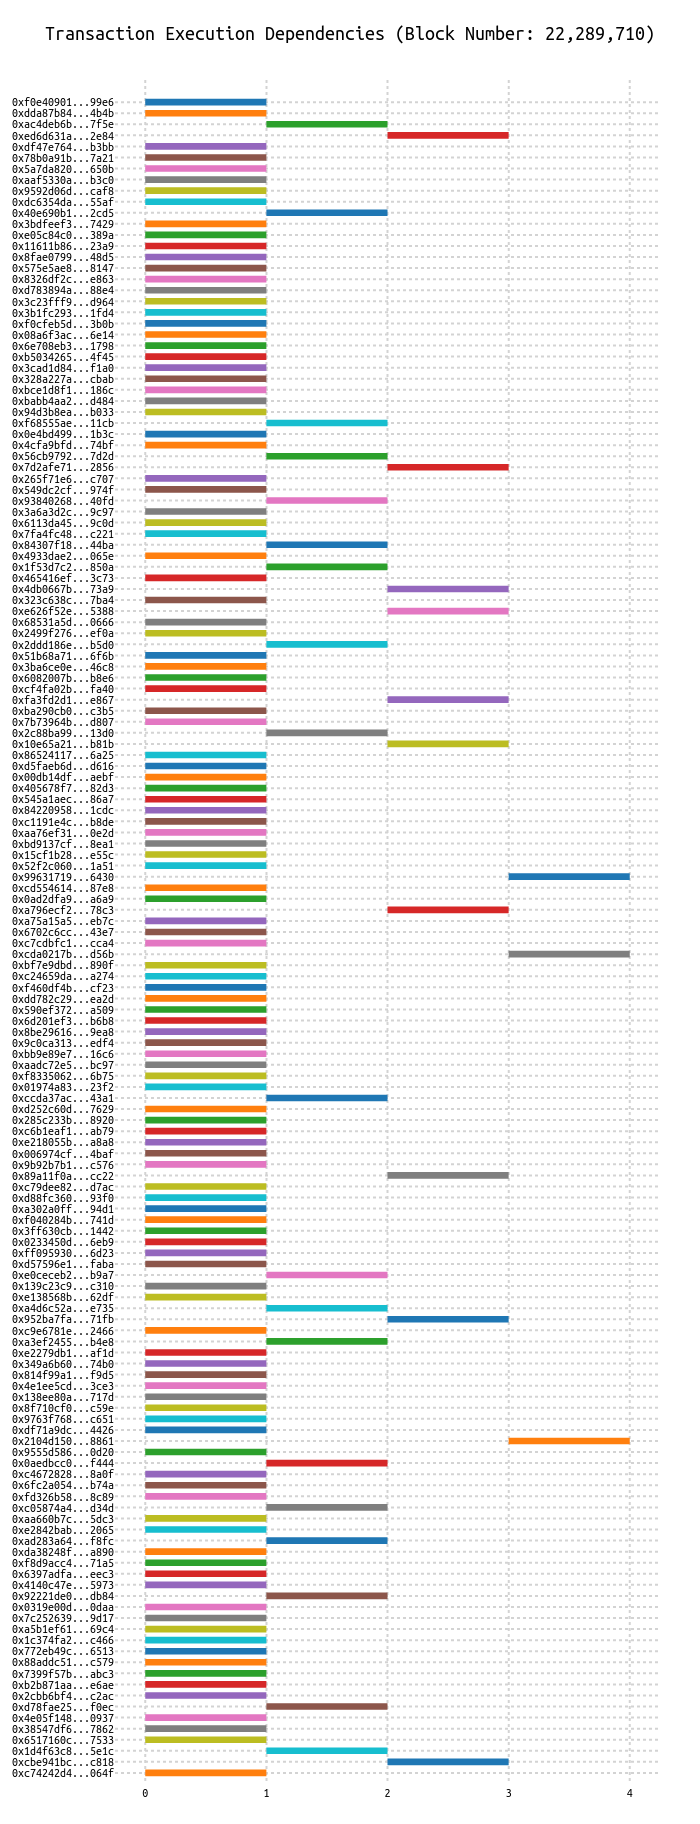 Transaction Execution Dependencies (Block Number: 22,289,710)
0xf0e40901...99e6
0xdda87b84...4b4b
0xac4deb6b...7f5e
0xed6d631a...2e84
0xdf47e764...b3bb
0x78b0a91b...7a21
0x5a7da820...650b
0xaaf5330a...b3c0
0x9592d06d...caf8
0xdc6354da...55af
0x40e690b1...2cd5
0x3bdfeef3...7429
0xe05c84c0...389a
0x11611b86...23a9
0x8fae0799...48d5
0x575e5ae8...8147
0x8326df2c...e863
0xd783894a...88e4
0x3c23fff9...d964
0x3b1fc293...1fd4
0xf0cfeb5d...3b0b
0x08a6f3ac...6e14
0x6e708eb3...1798
0xb5034265...4f45
0x3cad1d84...f1a0
0x328a227a...cbab
0xbce1d8f1...186c
0xbabb4aa2...d484
0x94d3b8ea...b033
0xf68555ae...11cb
0x0e4bd499...1b3c
0x4cfa9bfd...74bf
0x56cb9792...7d2d
0x7d2afe71...2856
0x265f71e6...c707
0x549dc2cf...974f
0x93840268...40fd
0x3a6a3d2c...9c97
0x6113da45...9c0d
0x7fa4fc48...c221
0x84307f18...44ba
0x4933dae2...065e
0x1f53d7c2...850a
0x465416ef...3c73
0x4db0667b...73a9
0x323c638c...7ba4
0xe626f52e...5388
0x68531a5d...0666
0x2499f276...ef0a
0x2ddd186e...b5d0
0x51b68a71...6f6b
0x3ba6ce0e...46c8
0x6082007b...b8e6
0xcf4fa02b...fa40
0xfa3fd2d1...e867
0xba290cb0...c3b5
0x7b73964b...d807
0x2c88ba99...13d0
0x10e65a21...b81b
0x86524117...6a25
0xd5faeb6d...d616
0x00db14df...aebf
0x405678f7...82d3
0x545a1aec...86a7
0x84220958...1cdc
0xc1191e4c...b8de
0xaa76ef31...0e2d
0xbd9137cf...8ea1
0x15cf1b28...e55c
0x52f2c060...1a51
0x99631719...6430
0xcd554614...87e8
0x0ad2dfa9...a6a9
0xa796ecf2...78c3
0xa75a15a5...eb7c
0x6702c6cc...43e7
0xc7cdbfc1...cca4
0xcda0217b...d56b
0xbf7e9dbd...890f
0xc24659da...a274
0xf460df4b...cf23
0xdd782c29...ea2d
0x590ef372...a509
0x6d201ef3...b6b8
0x8be29616...9ea8
0x9c0ca313...edf4
0xbb9e89e7...16c6
0xaadc72e5...bc97
0xf8335062...6b75
0x01974a83...23f2
0xccda37ac...43a1
0xd252c60d...7629
0x285c233b...8920
0xc6b1eaf1...ab79
0xe218055b...a8a8
0x006974cf...4baf
0x9b92b7b1...c576
0x89a11f0a...cc22
0xc79dee82...d7ac
0xd88fc360...93f0
0xa302a0ff...94d1
0xf040284b...741d
0x3ff630cb...1442
0x0233450d...6eb9
0xff095930...6d23
0xd57596e1...faba
0xe0ceceb2...b9a7
0x139c23c9...c310
0xe138568b...62df
0xa4d6c52a...e735
0x952ba7fa...71fb
0xc9e6781e...2466
0xa3ef2455...b4e8
0xe2279db1...af1d
0x349a6b60...74b0
0x814f99a1...f9d5
0x4e1ee5cd...3ce3
0x138ee80a...717d
0x8f710cf0...c59e
0x9763f768...c651
0xdf71a9dc...4426
0x2104d150...8861
0x9555d586...0d20
0x0aedbcc0...f444
0xc4672828...8a0f
0x6fc2a054...b74a
0xfd326b58...8c89
0xc05874a4...d34d
0xaa660b7c...5dc3
0xe2842bab...2065
0xad283a64...f8fc
0xda38248f...a890
0xf8d9acc4...71a5
0x6397adfa...eec3
0x4140c47e...5973
0x92221de0...db84
0x0319e00d...0daa
0x7c252639...9d17
0xa5b1ef61...69c4
0x1c374fa2...c466
0x772eb49c...6513
0x88addc51...c579
0x7399f57b...abc3
0xb2b871aa...e6ae
0x2cbb6bf4...c2ac
0xd78fae25...f0ec
0x4e05f148...0937
0x38547df6...7862
0x6517160c...7533
0x1d4f63c8...5e1c
0xcbe941bc...c818
0xc74242d4...064f
0 1 2 3 4